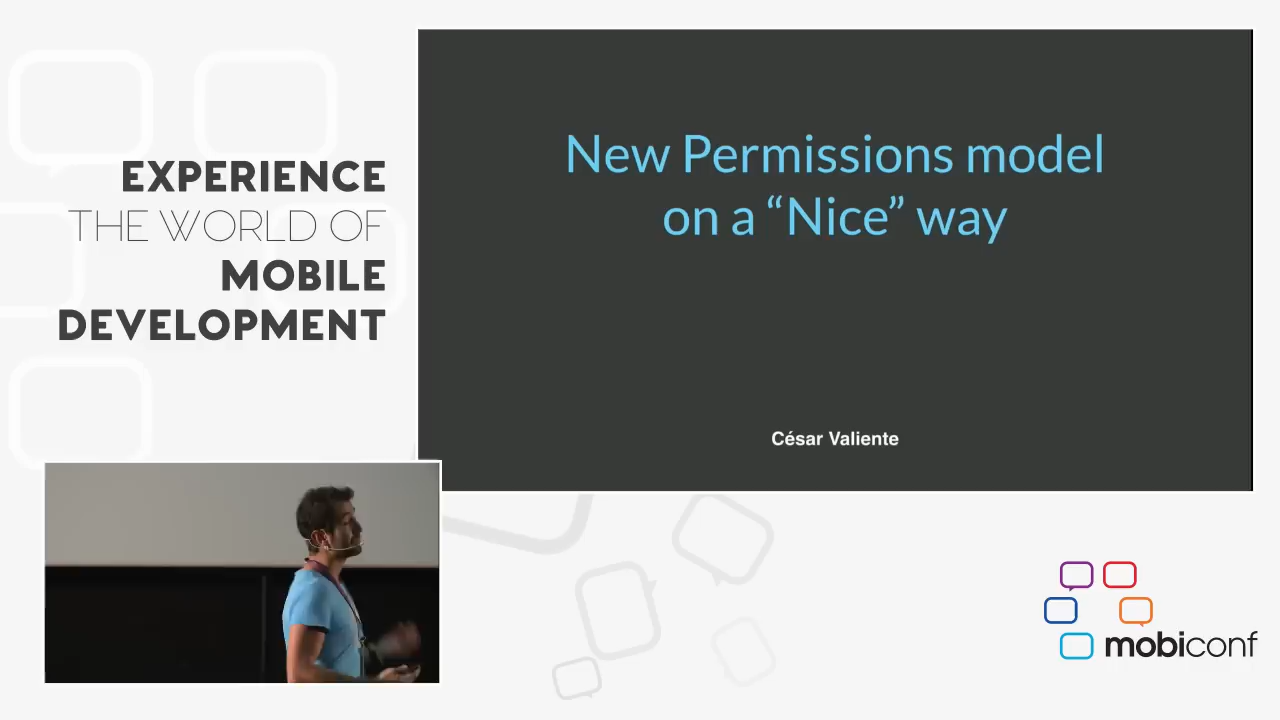 EXPERIENCE
THE WORLD OF
MOBILE
DEVELOPMENT
New Permissions model
on a “Nice” way
César Valiente
mobiconf